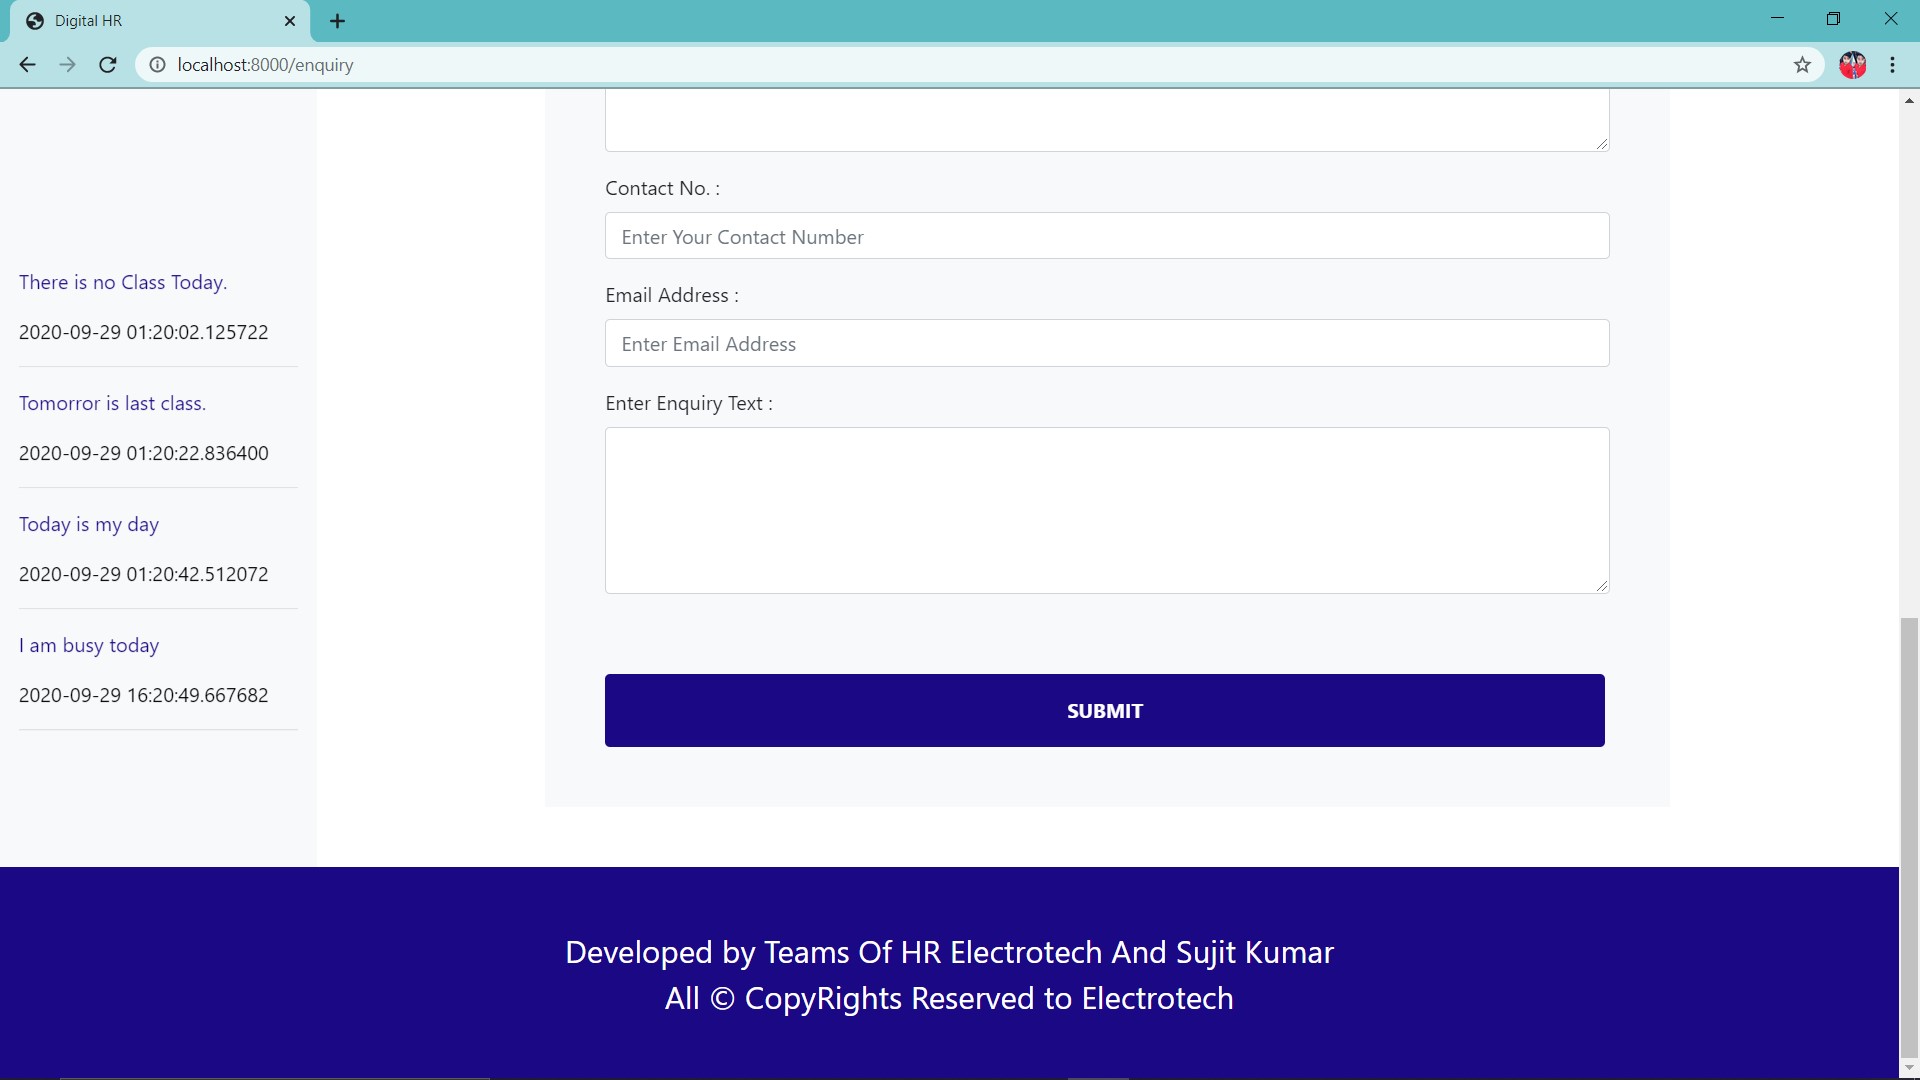 Digital HR
localhost:8000/enquiry
There is no Class Today.
2020-09-29 01:20:02.125722
Tomorror is last class.
2020-09-29 01:20:22.836400
Today is my day
2020-09-29 01:20:42.512072
I am busy today
2020-09-29 16:20:49.667682
Contact No. :
Enter Your Contact Number
Email Address :
Enter Email Address
Enter Enquiry Text :
SUBMIT
Developed by Teams Of HR Electrotech And Sujit Kumar
All © CopyRights Reserved to Electrotech